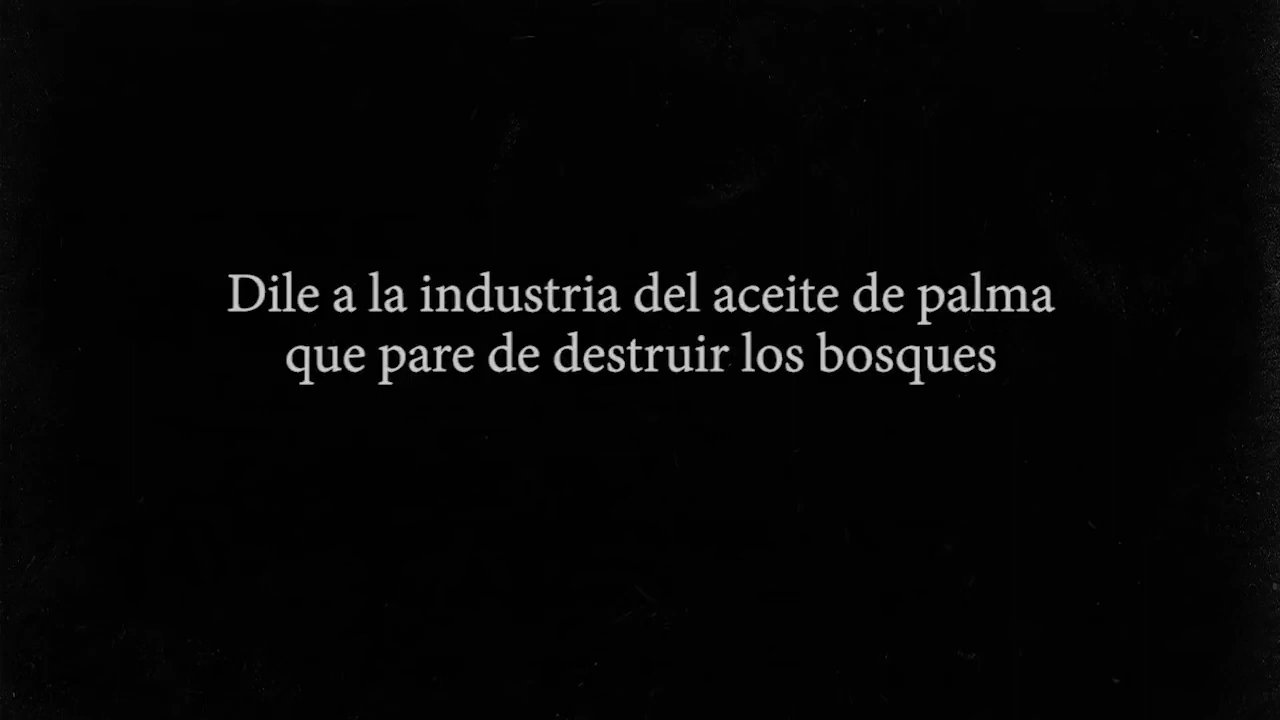 Dile a la industria del aceite de palma
que pare de destruir los bosques